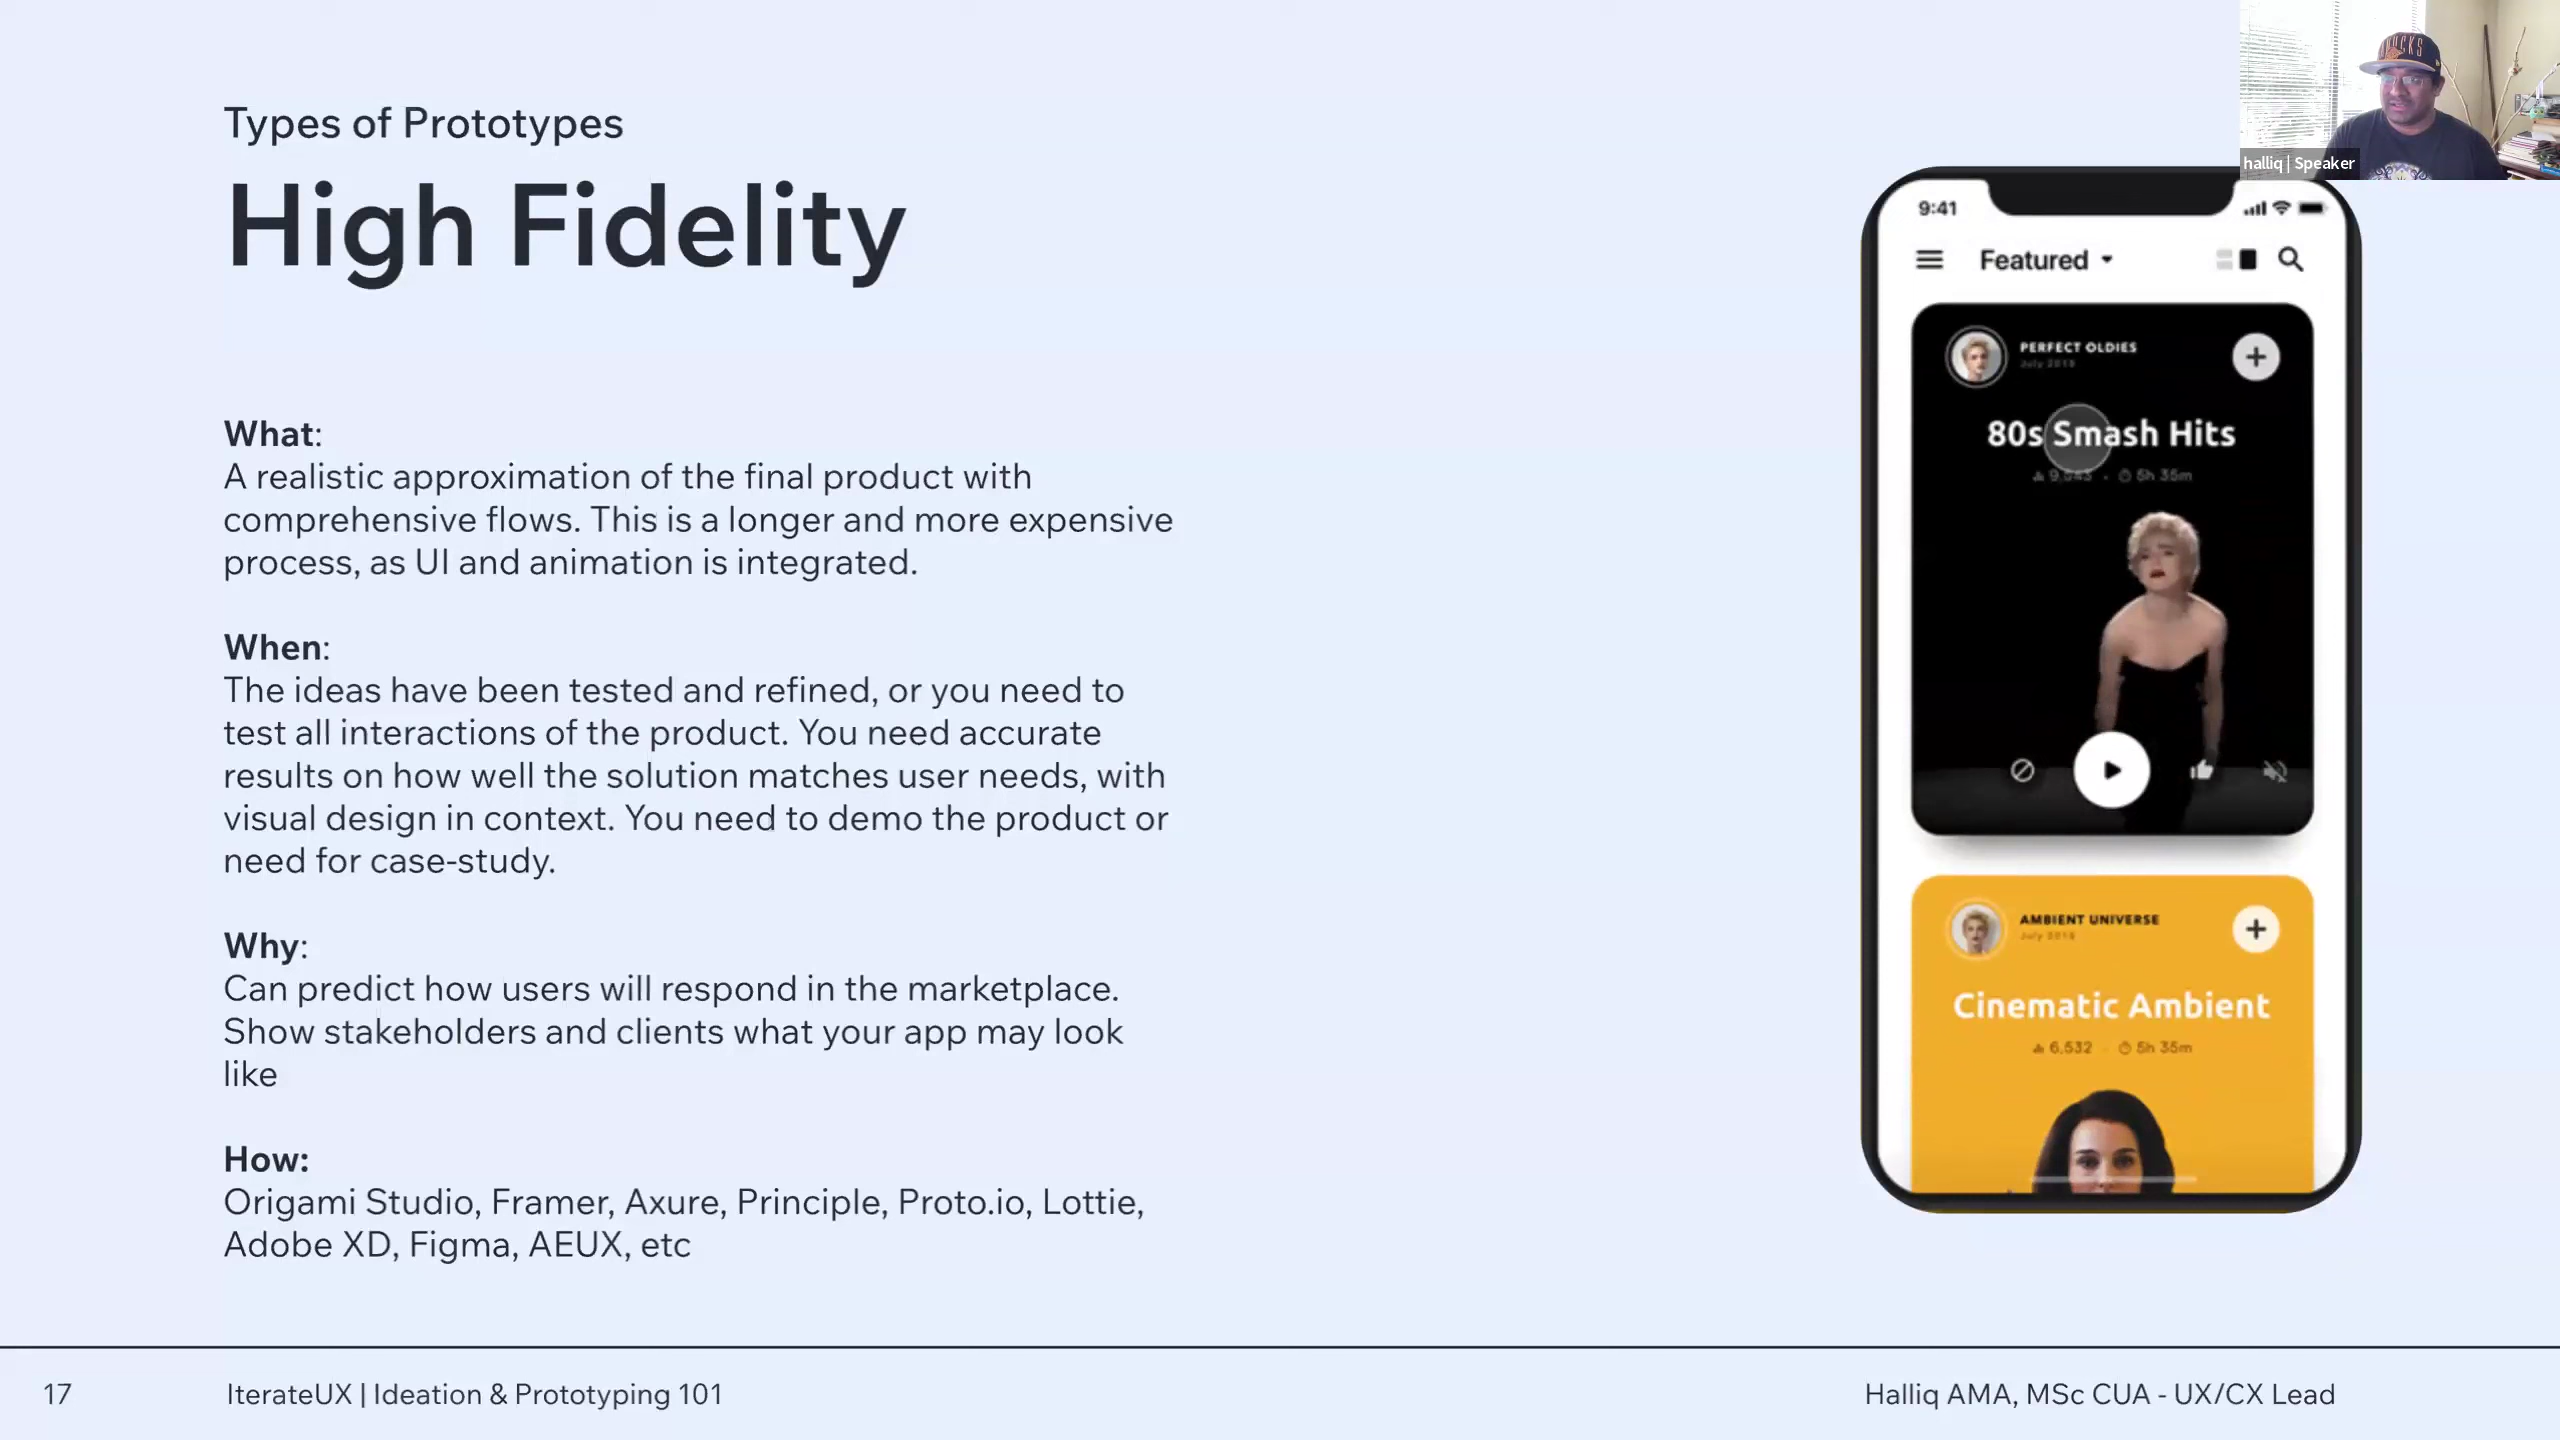 Types of Prototypes
High Fidelity
What:
A realistic approximation of the final product with
comprehensive flows. This is a longer and more expensive
process, as UI and animation is integrated.
When:
The ideas have been tested and refined, or you need to
test all interactions of the product. You need accurate
results on how well the solution matches user needs, with
visual design in context. You need to demo the product or
need for case-study.
Why:
Can predict how users will respond in the marketplace.
Show stakeholders and clients what your app may look
like
How:
Origami Studio, Framer, Axure, Principle, Proto.io, Lottie,
Adobe XD, Figma, AEUX, etc
halliq | Speaker
9:41
Featured
PERFECT OLDIES
July 2018
80s Smash Hits
5h 35m
AMBIENT UNIVERSE
July 2018
Cinematic Ambient
6,532 5h 35m
17
IterateUX | Ideation & Prototyping 101
Halliq AMA, MSc CUA - UX/CX Lead